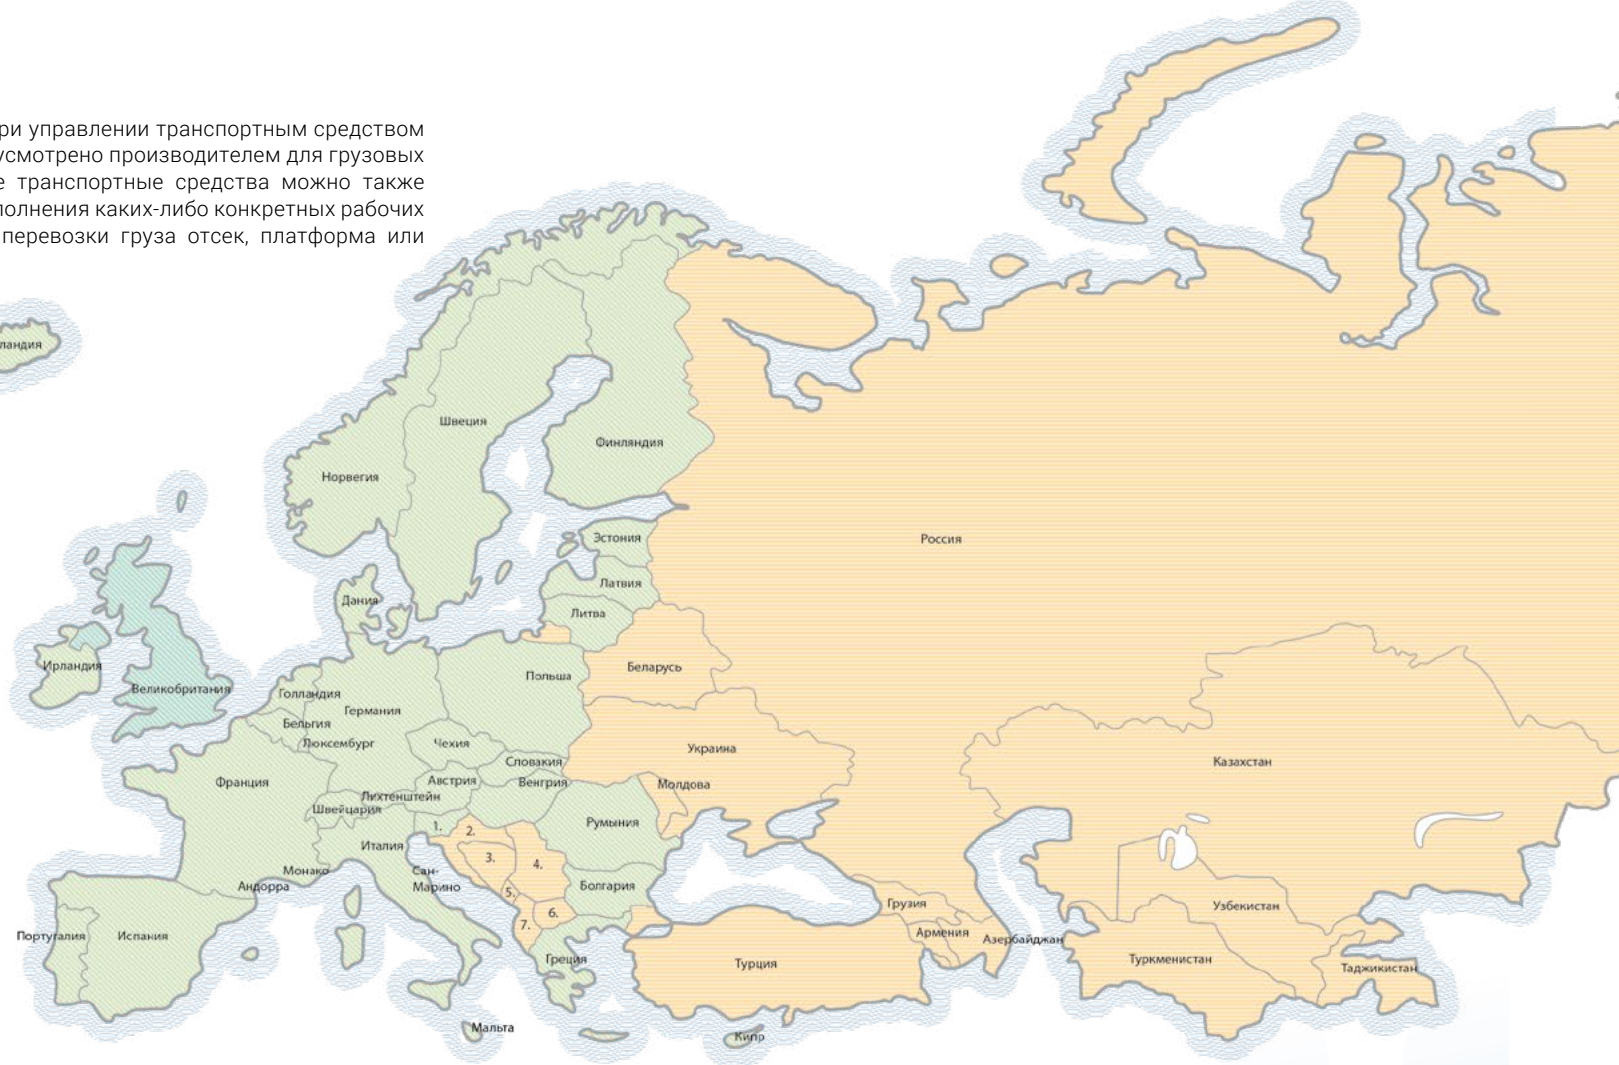 ри управлении транспортным средством
усмотрено производителем для грузовых
е транспортные средства можно также
полнения каких-либо конкретных рабочих
перевозки груза отсек, платформа или
ландия
Швеция
Финляндия
Норвегия
Эстония
Россия
Латвия
Дания
Литва
Ирландия
Беларусь
Польша
Великобритания
Голландия
Германия
Бельгия
Люксембург
Чехия
Украина
Словакия
Казахстан
Франция
Австрия
Венгрия
Молдова
Лихтенштейн
Швейцария
Румыния
1.
2.
Италия
3.
4.
Монако
Сан-
Марино
Андорра
5.
Болгария
Грузия
Узбекистан
6.
7.
Португалия
Испания
Армения
Азербайджан
Греция
Турция
Туркменистан
Таджикистан
Мальта
Кипр